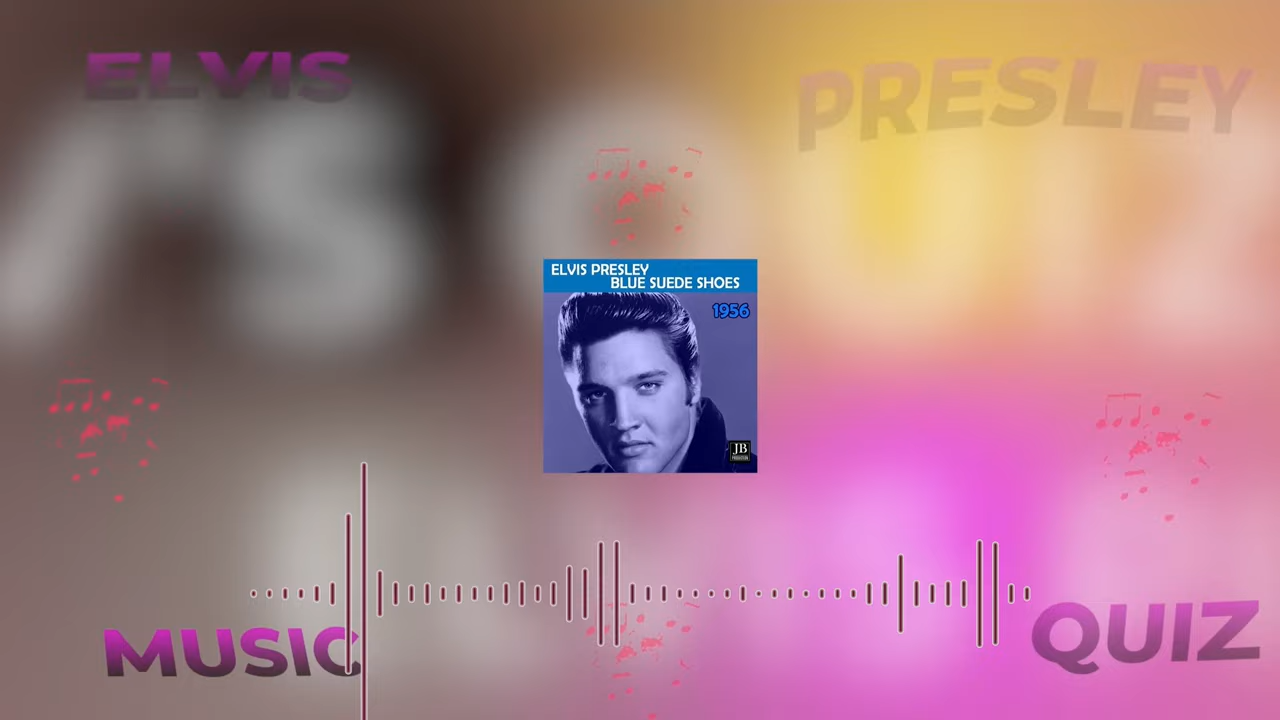 ELVIS
PRESLEY
ELVIS PRESLEY
BLUE SUEDE SHOES
1956
JB
MUSIC
QUIZ